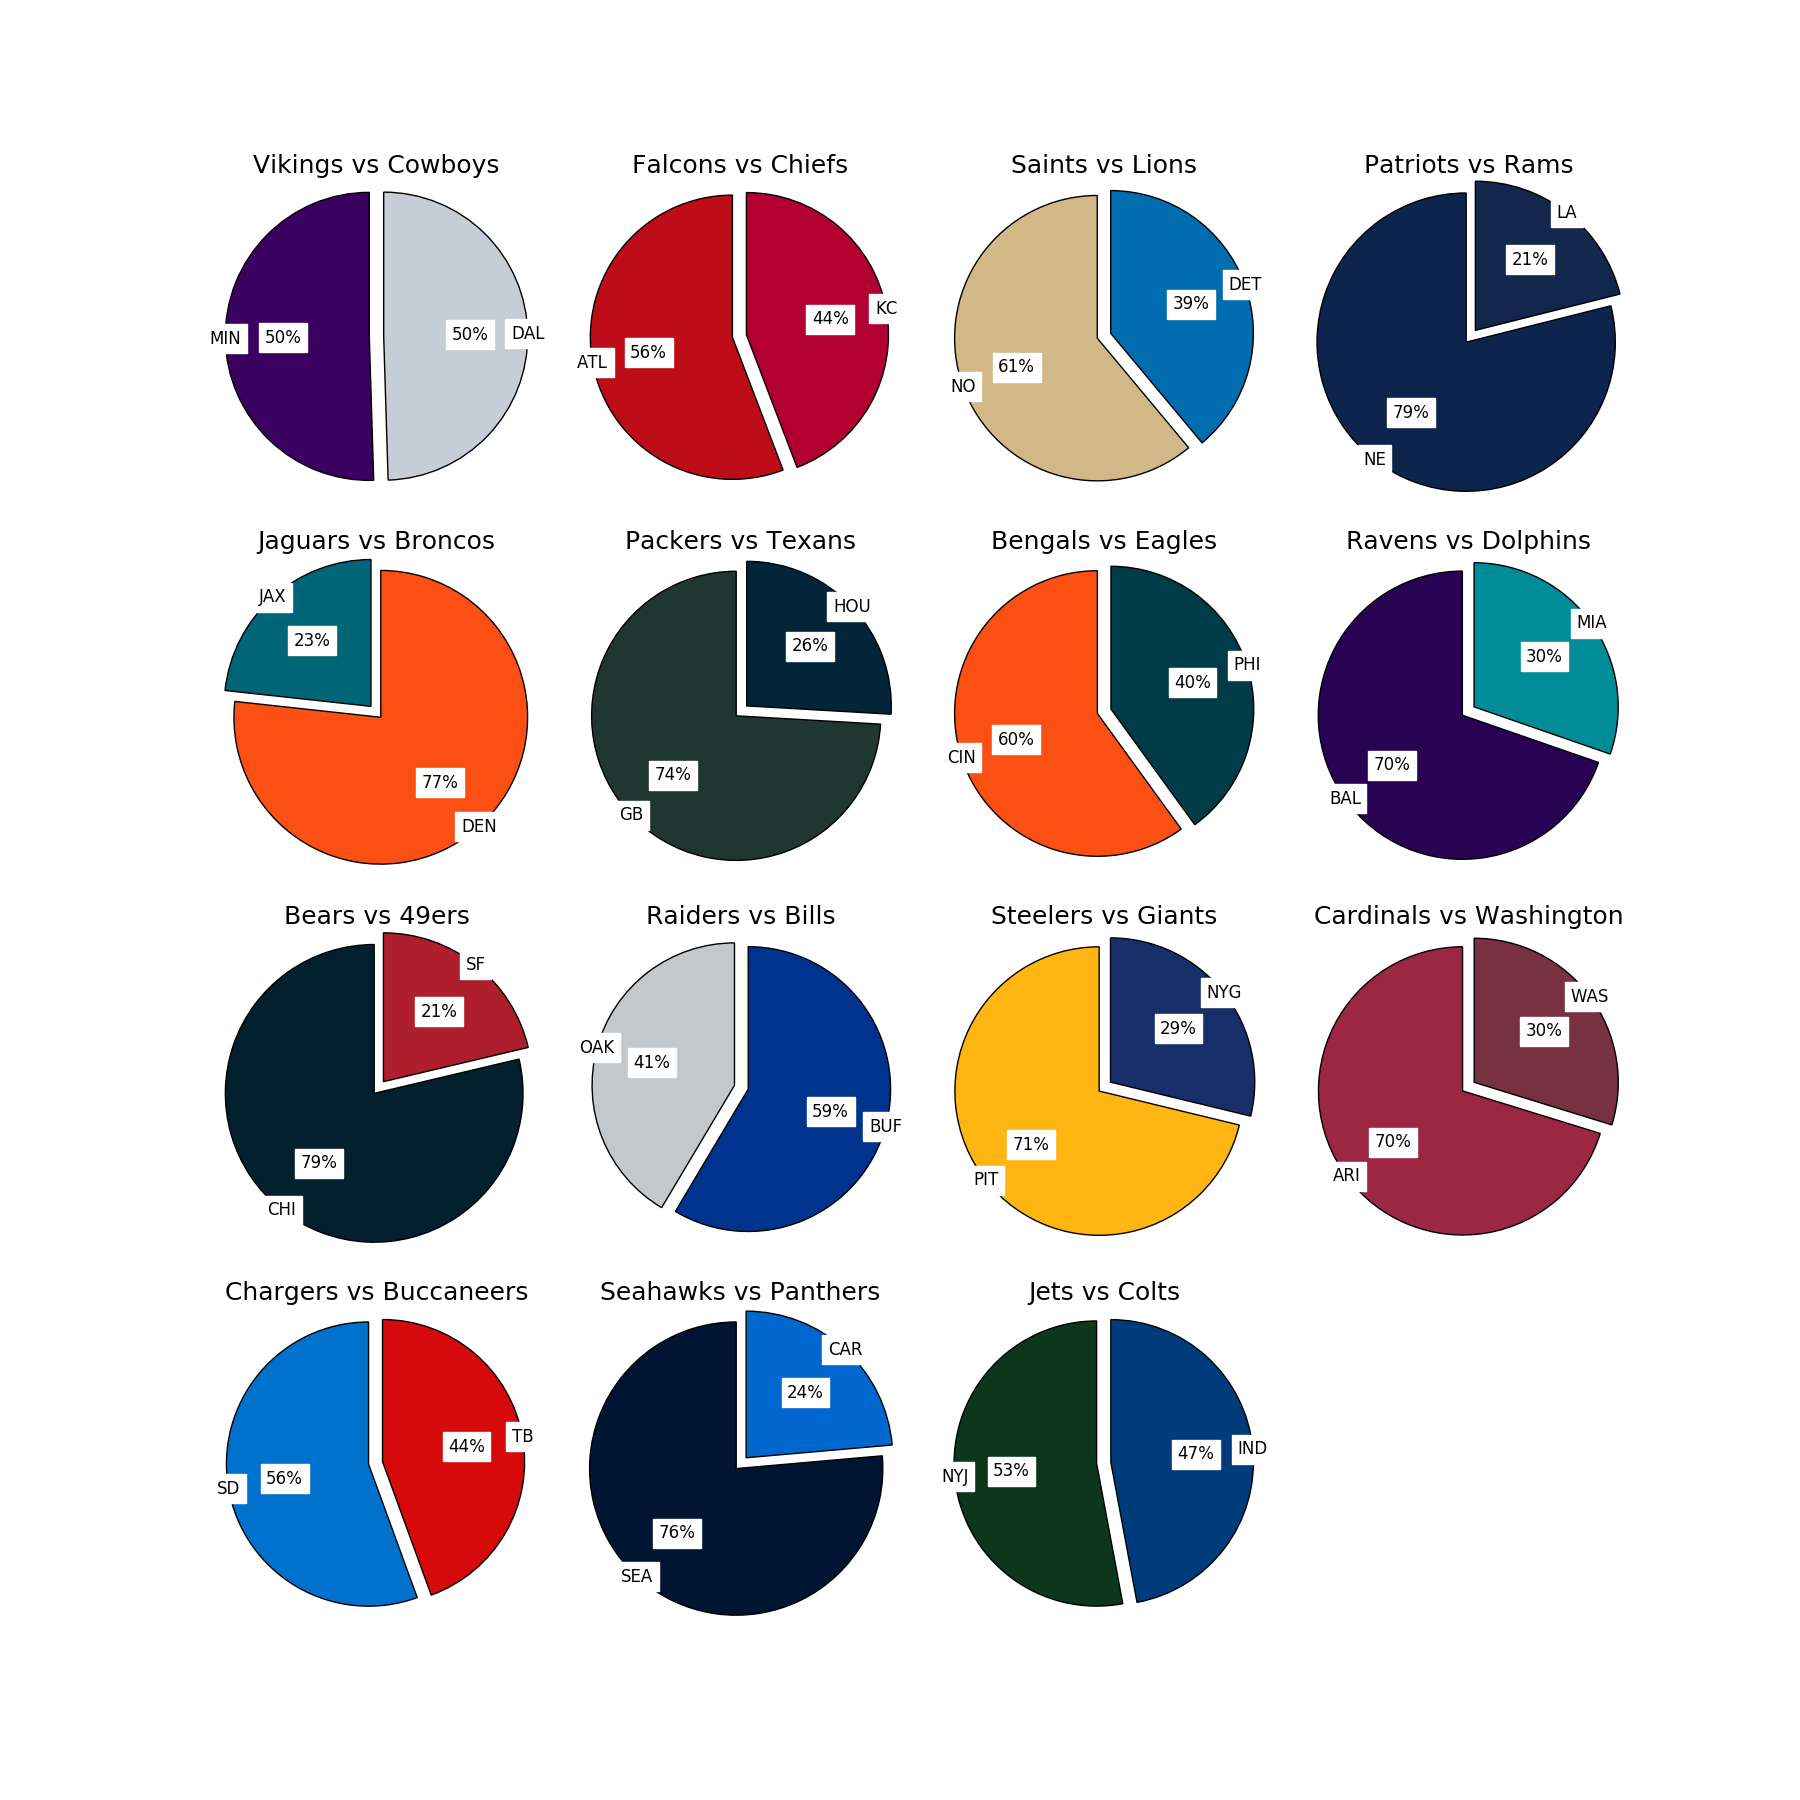 Vikings vs Cowboys
MIN 50% 50% DAL
Falcons vs Chiefs
KC
44%
56%
ATL
Saints vs Lions
DET
39%
61%
NO
Patriots vs Rams
LA
21%
79%
NE
Jaguars vs Broncos
JAX
23%
77%
DEN
Packers vs Texans
HOU
26%
74%
GB
Bengals vs Eagles
PHI
40%
60%
CIN
Ravens vs Dolphins
MIA
30%
70%
BAL
Bears vs 49ers
SF
21%
79%
CHI
Raiders vs Bills
OAK
41%
59%
BUF
Steelers vs Giants
NYG
29%
71%
PIT
Cardinals vs Washington
WAS
30%
70%
ARI
Chargers vs Buccaneers
TB
44%
56%
SD
Seahawks vs Panthers
CAR
24%
76%
SEA
Jets vs Colts
IND
47%
53%
NYJ